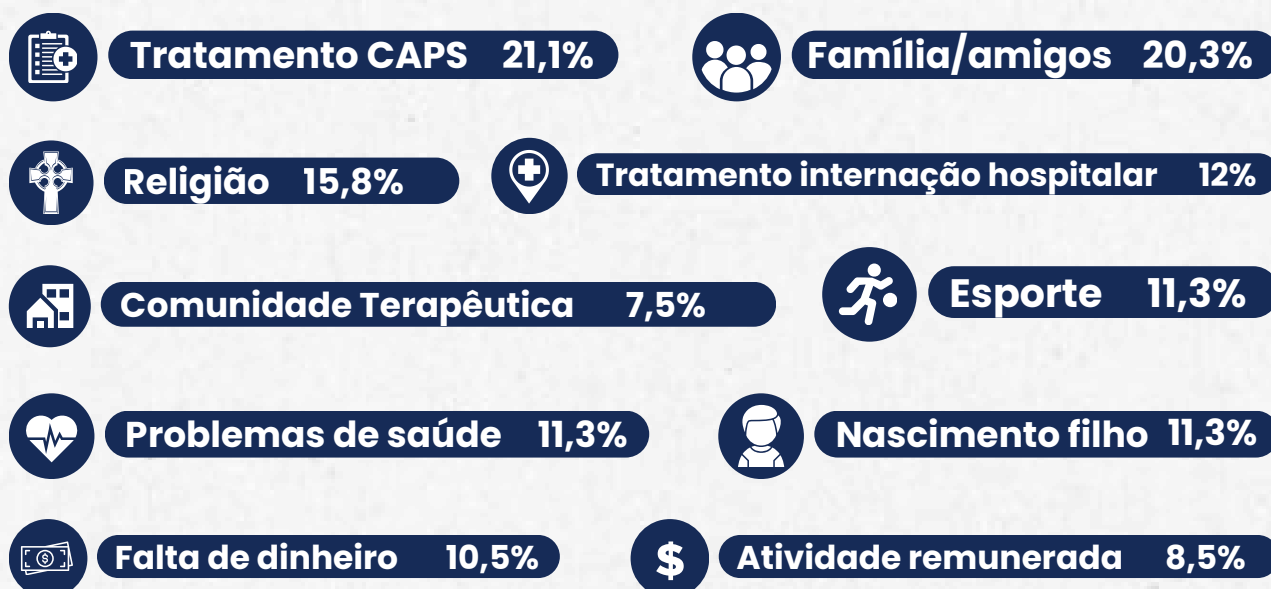 Tratamento CAPS 21,1%
Família/amigos 20,3%
Religião 15,8%
Tratamento internação hospitalar 12%
Comunidade Terapêutica 7,5%
Esporte 11,3%
Problemas de saúde 11,3%
Nascimento filho 11,3%
Falta de dinheiro 10,5%
$ Atividade remunerada 8,5%